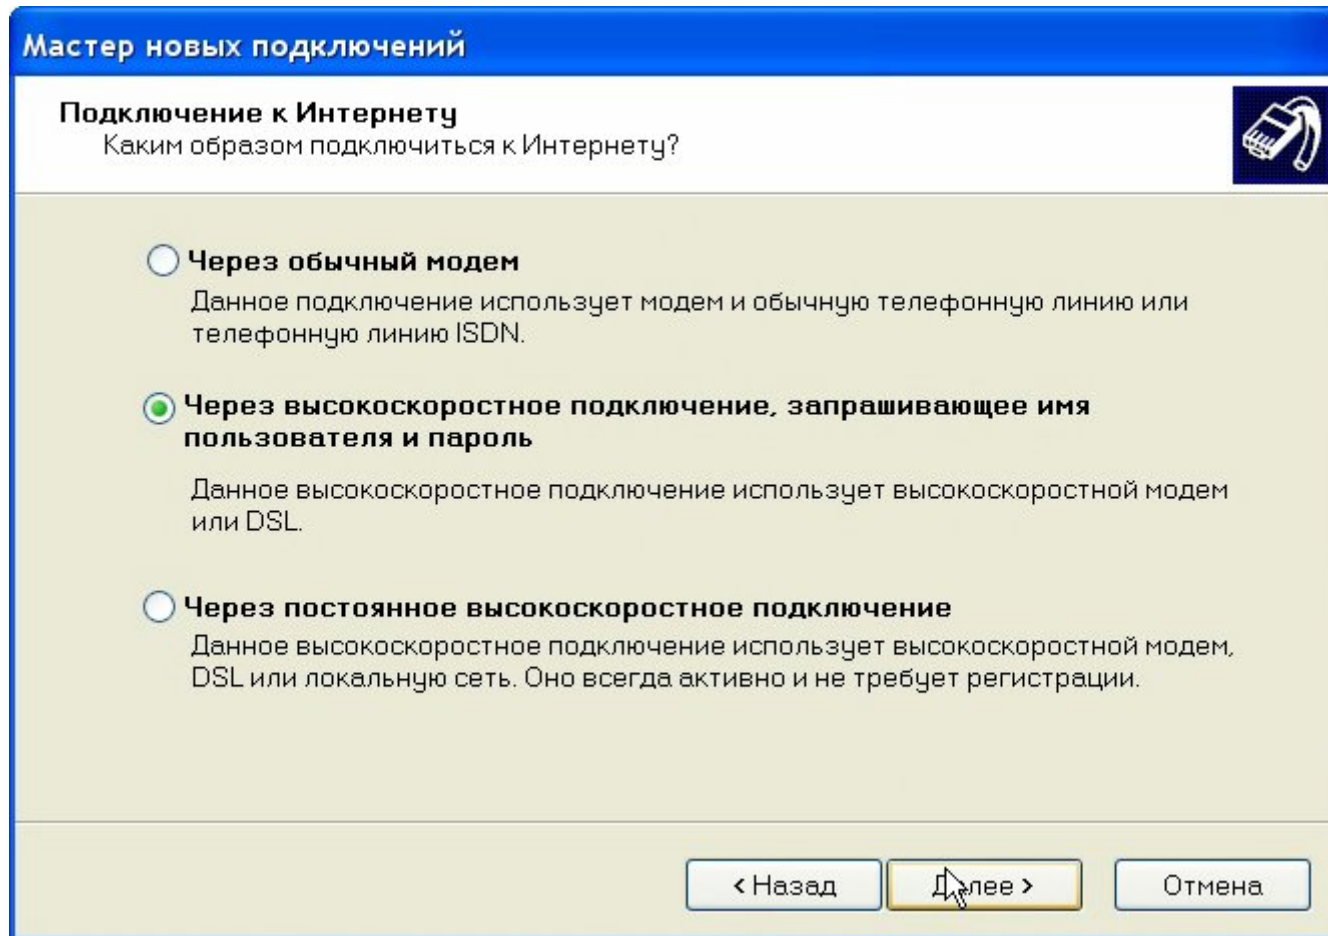 Мастер новых подключений
Подключение к Интернету
Каким образом подключиться к Интернету?
Через обычный модем
Данное подключение использует модем и обычную телефонную линию или
телефонную линию ISDN.
Через высокоскоростное подключение, запрашивающее имя
пользователя и пароль
Данное высокоскоростное подключение использует высокоскоростной модем
или DSL.
Через постоянное высокоскоростное подключение
Данное высокоскоростное подключение использует высокоскоростной модем,
DSL или локальную сеть. Оно всегда активно и не требует регистрации.
< Назад
Далее >
Отмена